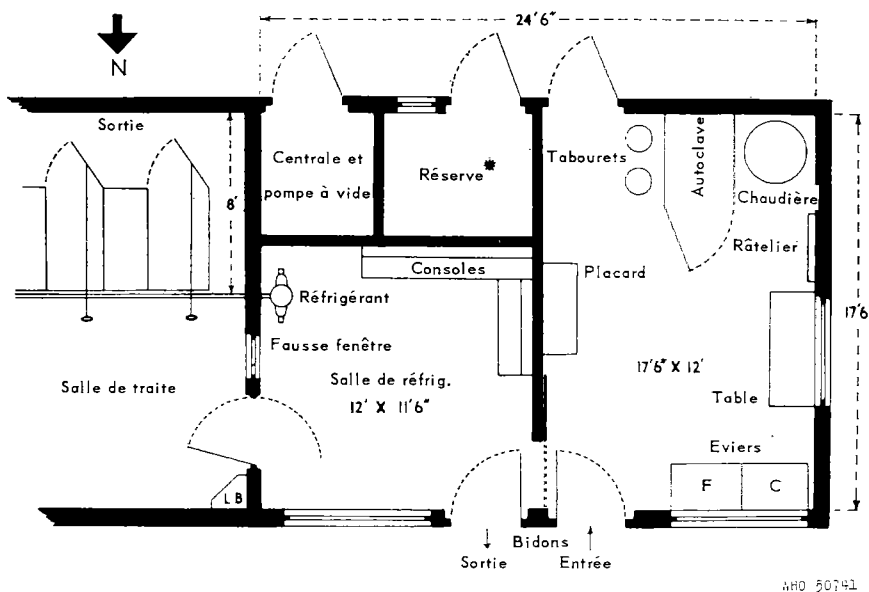 24'6"
N
Sortie
Centrale et
pompe à vide
Réserve *
Tabourets
Autoclave
Chaudière
8'
Râtelier
Consoles
Placard
Réfrigérant
17'6
Fausse fenêtre
Salle de traite
Salle de réfrig.
12' X 11'6"
17'6" X 12'
Table
Eviers
L B
F
C
Bidons
Sortie
Entrée
WHO 50741